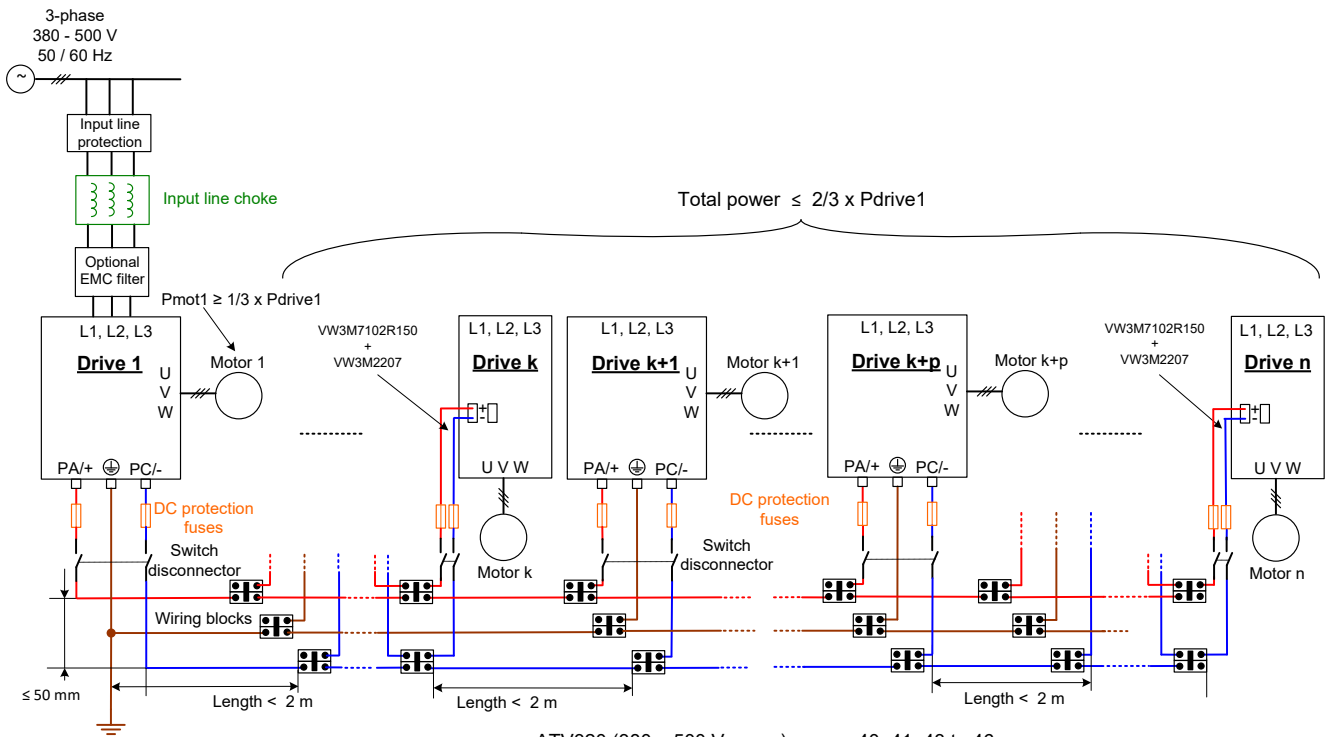 3-phase
380 - 500 V
50 / 60 Hz
~
Input line
protection
Input line choke
Total power ≤ 2/3 x Pdrive1
Optional
EMC filter
Pmot1 ≥ 1/3 x Pdrive1
L1, L2, L3
Drive 1
U
V
W
Motor 1
PA/+
PC/-
VW3M7102R150
+
VW3M2207
L1, L2, L3
Drive k
+
-
U V W
Motor k
L1, L2, L3
Drive k+1
U
V
W
Motor k+1
PA/+
PC/-
L1, L2, L3
Drive k+p
U
V
W
Motor k+p
PA/+
PC/-
VW3M7102R150
+
VW3M2207
L1, L2, L3
Drive n
+
-
U V W
Motor n
DC protection
fuses
DC protection
fuses
Switch
disconnector
Switch
disconnector
Wiring blocks
≤ 50 mm
Length < 2 m
Length < 2 m
Length < 2 m